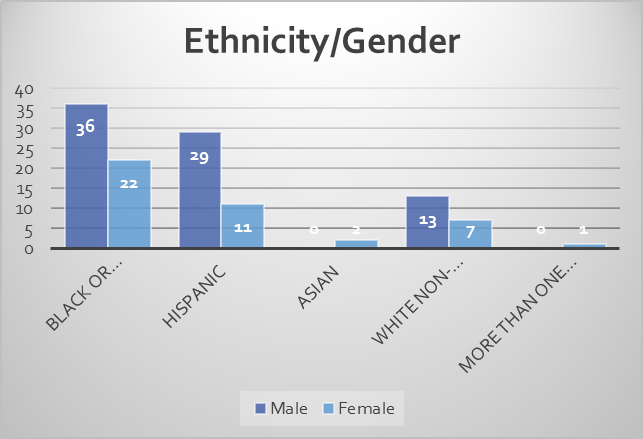 Ethnicity/Gender
40
35
30
25
20
15
10
5
0
36
22
29
11
0
2
13
7
0
1
BLACK OR...
HISPANIC
ASIAN
WHITE NON-...
MORE THAN ONE...
Male
Female